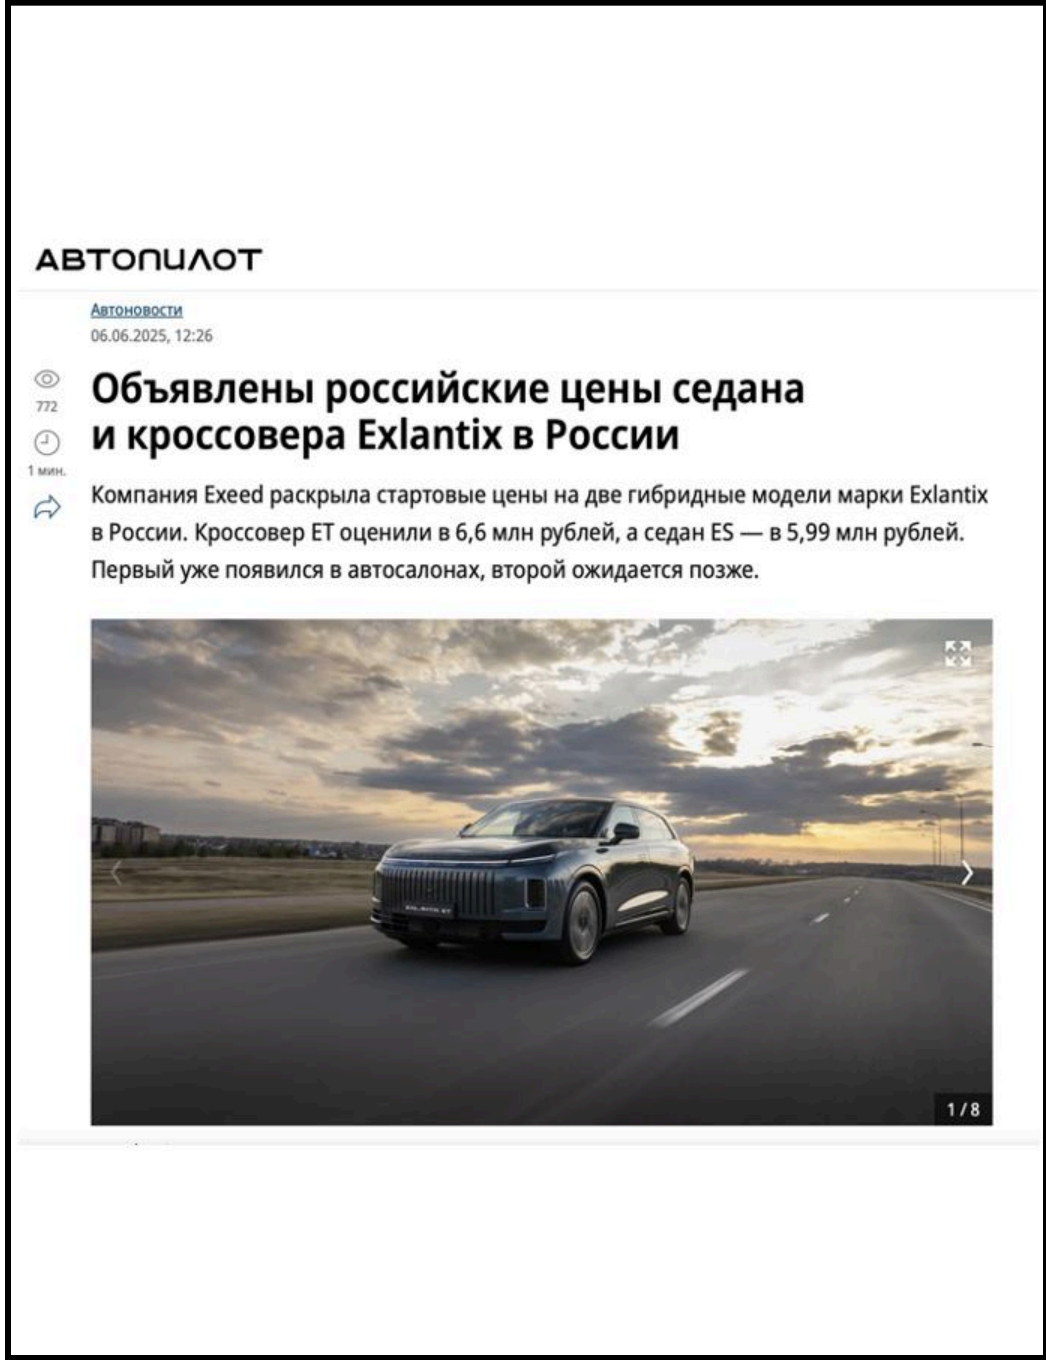 АВТОПИЛОТ
Автоновости
06.06.2025, 12:26
772
1 мин.
Объявлены российские цены седана
и кроссовера Exlantix в России
Компания Exeed раскрыла стартовые цены на две гибридные модели марки Exlantix
в России. Кроссовер ET оценили в 6,6 млн рублей, а седан ES — в 5,99 млн рублей.
Первый уже появился в автосалонах, второй ожидается позже.
EXLANTIX ET
1 / 8